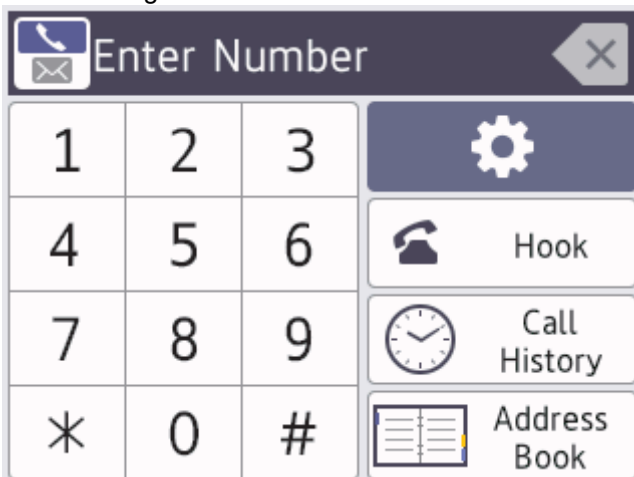 Enter Number
1 2 3
4 5 6
Hook
7 8 9
Call
History
* 0 #
Address
Book